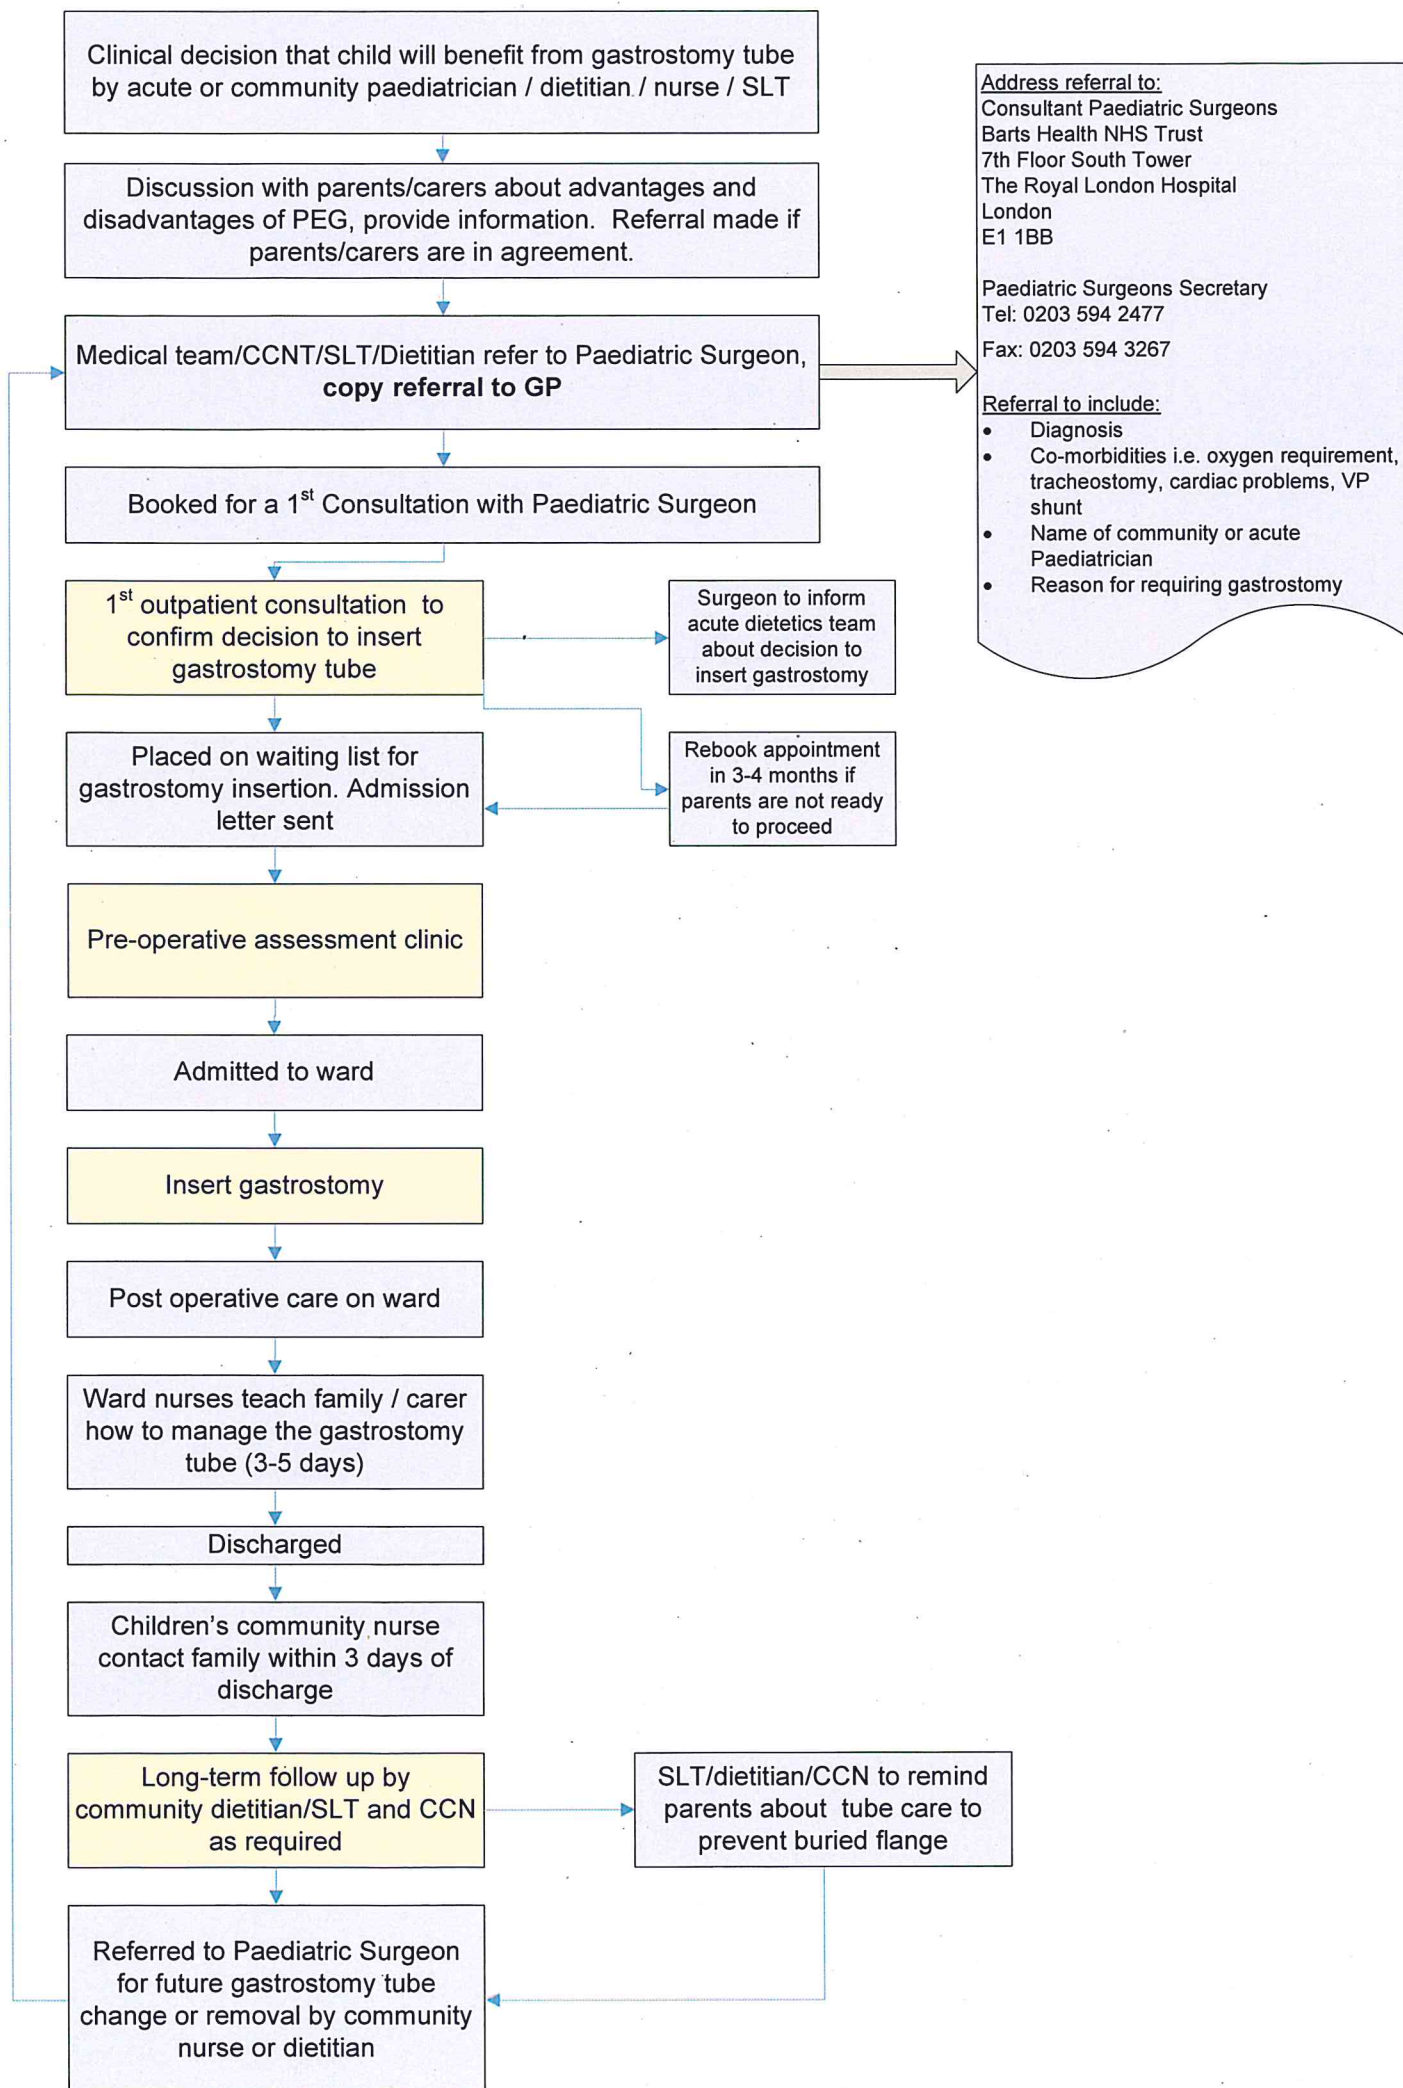 Clinical decision that child will benefit from gastrostomy tube
by acute or community paediatrician / dietitian / nurse / SLT
Discussion with parents/carers about advantages and
disadvantages of PEG, provide information.  Referral made if
parents/carers are in agreement.
Medical team/CCNT/SLT/Dietitian refer to Paediatric Surgeon,
copy referral to GP
Address referral to:
Consultant Paediatric Surgeons
Barts Health NHS Trust
7th Floor South Tower
The Royal London Hospital
London
E1 1BB
Paediatric Surgeons Secretary
Tel: 0203 594 2477
Fax: 0203 594 3267
Referral to include:
• Diagnosis
• Co-morbidities i.e. oxygen requirement,
tracheostomy, cardiac problems, VP
shunt
• Name of community or acute
Paediatrician
• Reason for requiring gastrostomy
Booked for a 1st Consultation with Paediatric Surgeon
1st outpatient consultation  to
confirm decision to insert
gastrostomy tube
Surgeon to inform
acute dietetics team
about decision to
insert gastrostomy
Placed on waiting list for
gastrostomy insertion. Admission
letter sent
Rebook appointment
in 3-4 months if
parents are not ready
to proceed
Pre-operative assessment clinic
Admitted to ward
Insert gastrostomy
Post operative care on ward
Ward nurses teach family / carer
how to manage the gastrostomy
tube (3-5 days)
Discharged
Children's community nurse
contact family within 3 days of
discharge
Long-term follow up by
community dietitian/SLT and CCN
as required
SLT/dietitian/CCN to remind
parents about  tube care to
prevent buried flange
Referred to Paediatric Surgeon
for future gastrostomy tube
change or removal by community
nurse or dietitian